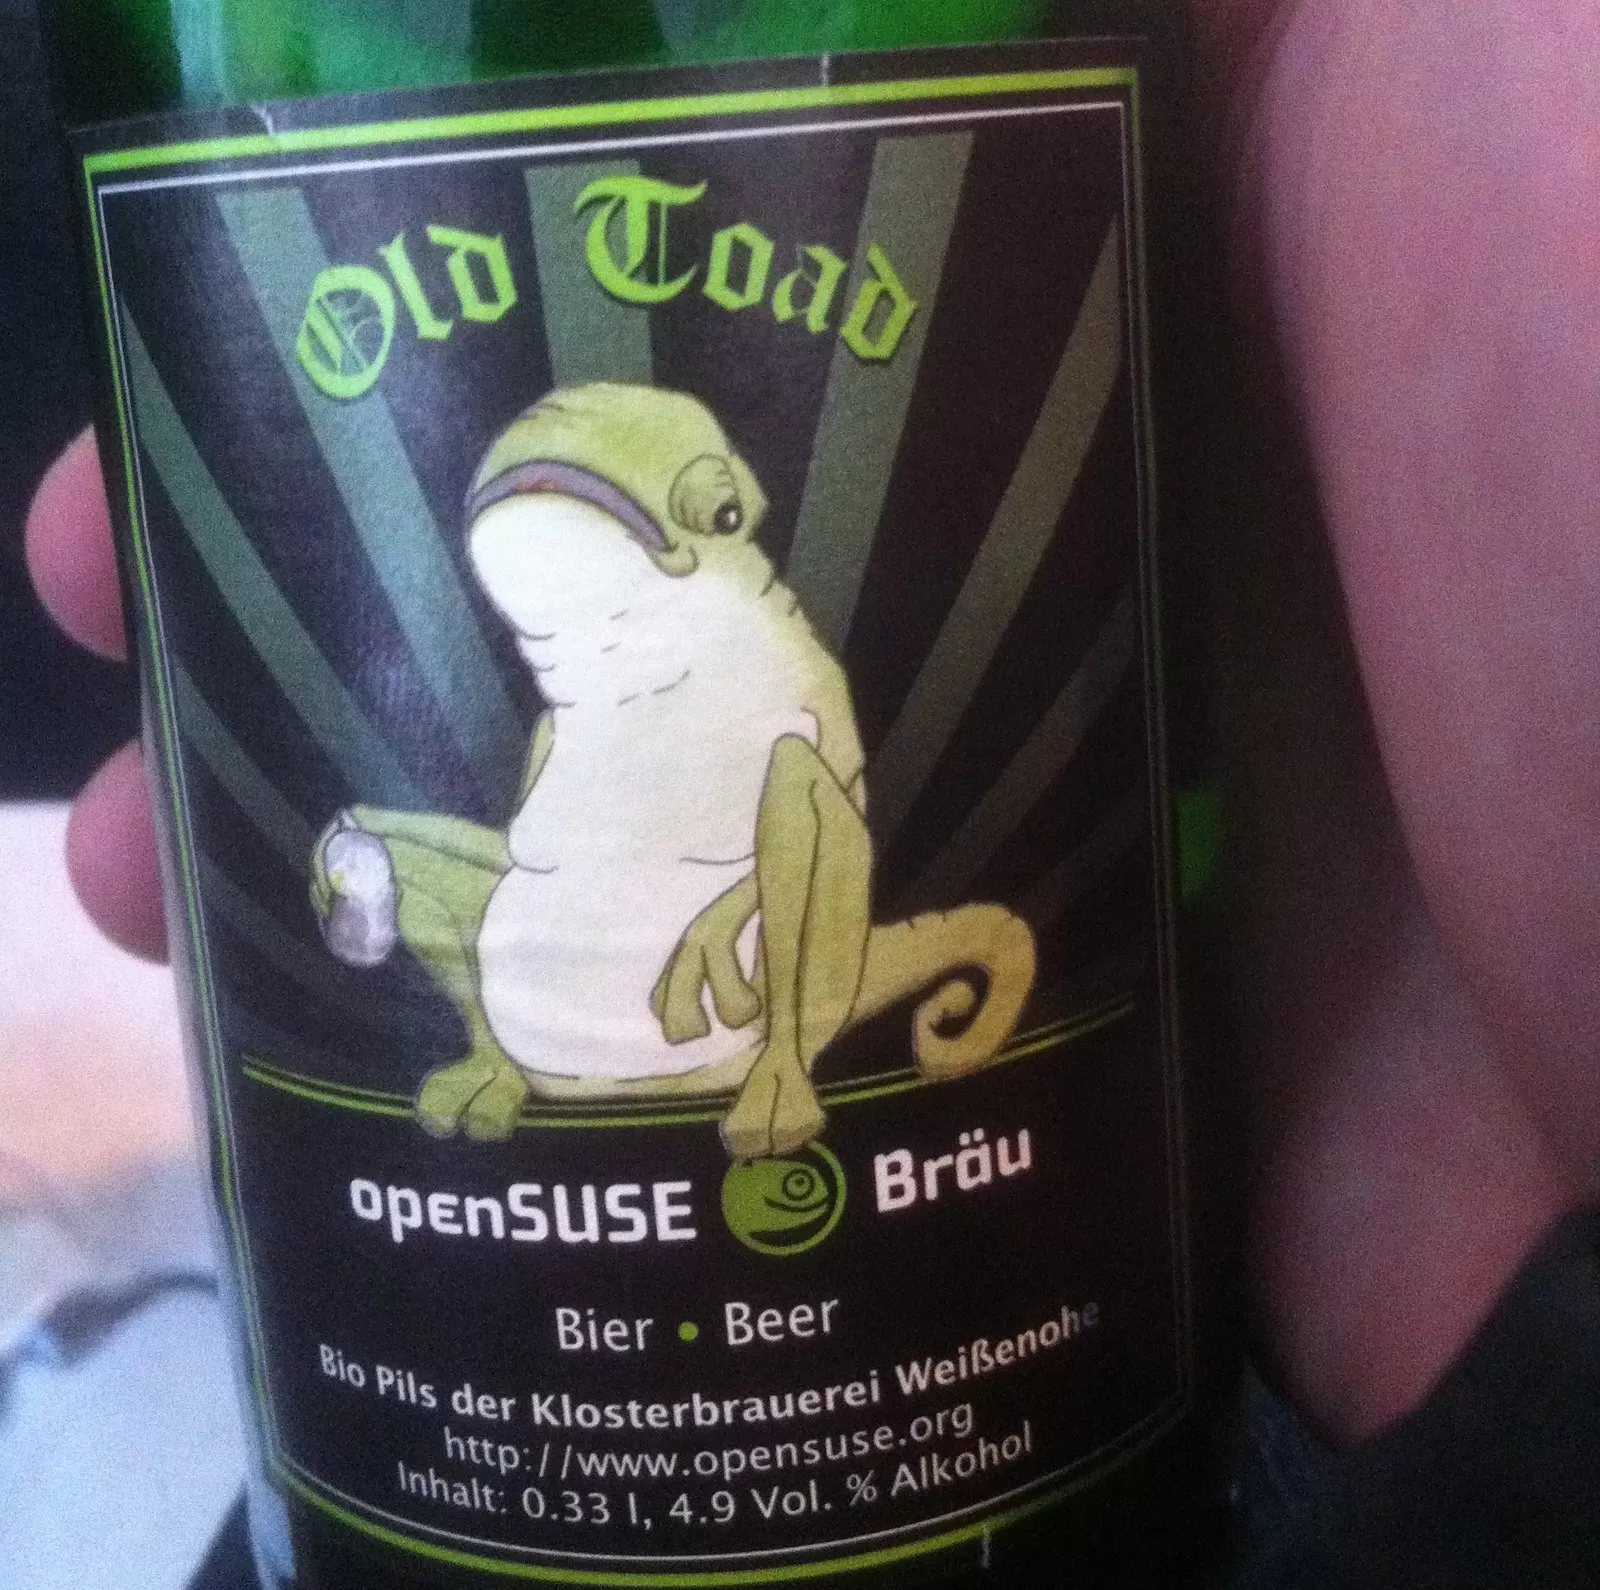 Old Toad
openSUSE Bräu
Bier • Beer
Bio Pils der Klosterbrauerei Weißenohe
http://www.opensuse.org
Inhalt: 0.33 l, 4.9 Vol. % Alkohol